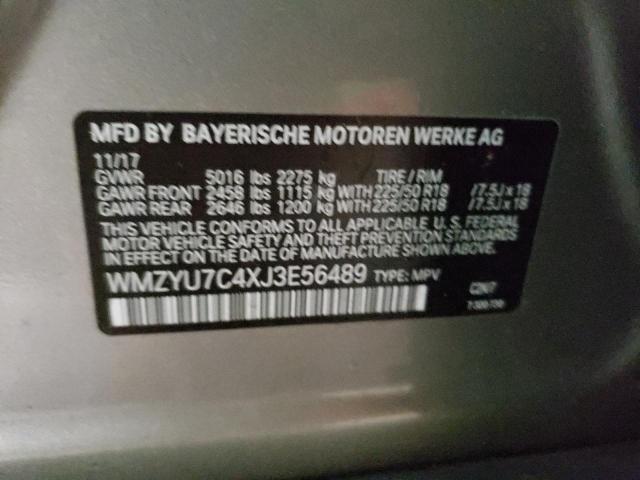 MFD BY BAYERISCHE MOTOREN WERKE AG
11/17
GVWR 5016 lbs 2275 kg TIRE / RIM
GAWR FRONT 2458 lbs 1115 kg WITH 225/50 R18 / 7.5J x 18
GAWR REAR 2646 lbs 1200 kg WITH 225/50 R18 / 7.5J x 18
THIS VEHICLE CONFORMS TO ALL APPLICABLE U. S. FEDERAL
MOTOR VEHICLE SAFETY AND THEFT PREVENTION STANDARDS
IN EFFECT ON THE DATE OF MANUFACTURE SHOWN ABOVE.
WMZYU7C4XJ3E56489 TYPE: MPV